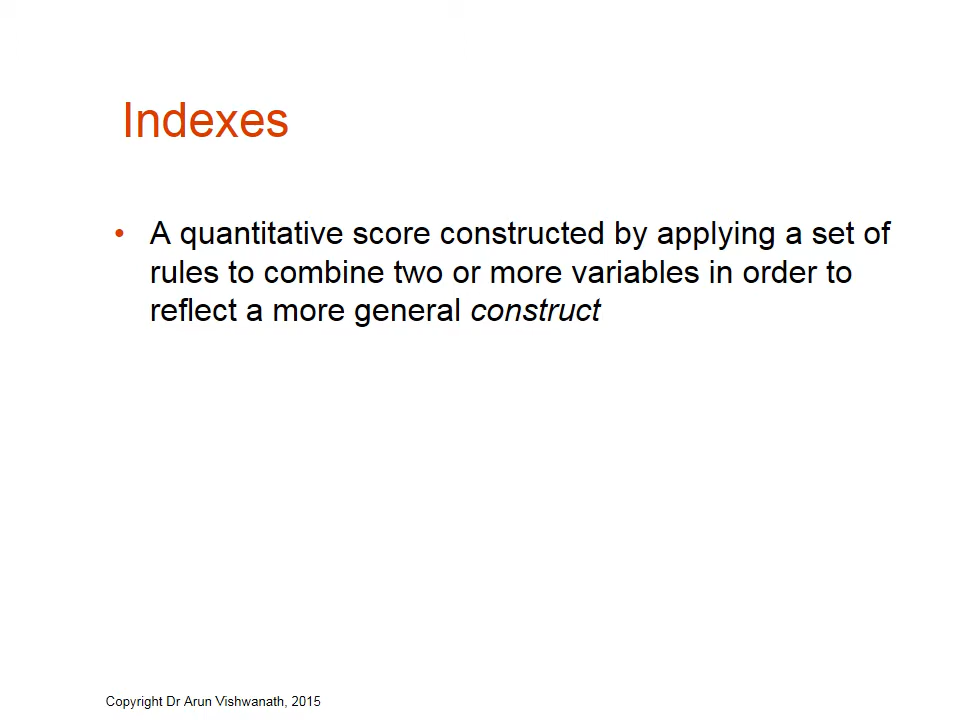 Indexes
• A quantitative score constructed by applying a set of
rules to combine two or more variables in order to
reflect a more general construct
Copyright Dr Arun Vishwanath, 2015